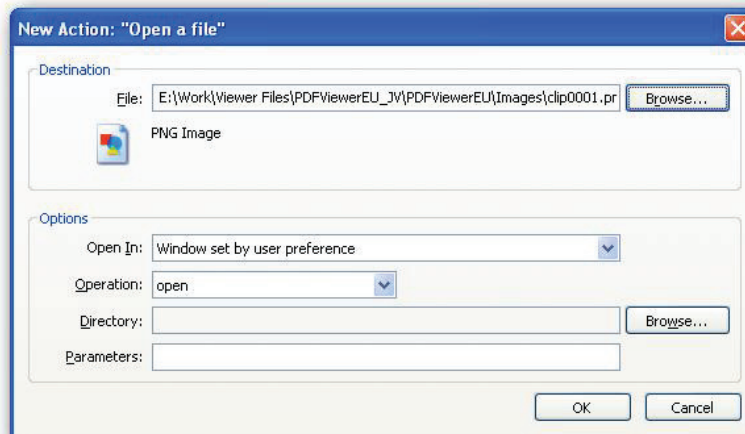 New Action: "Open a file"
Destination
File: E:\Work\Viewer Files\PDFViewerEU_JV\PDFViewerEU\Images\clip0001.pr Browse...
PNG Image
Options
Open In: Window set by user preference
Operation: open
Directory: Browse...
Parameters:
OK Cancel